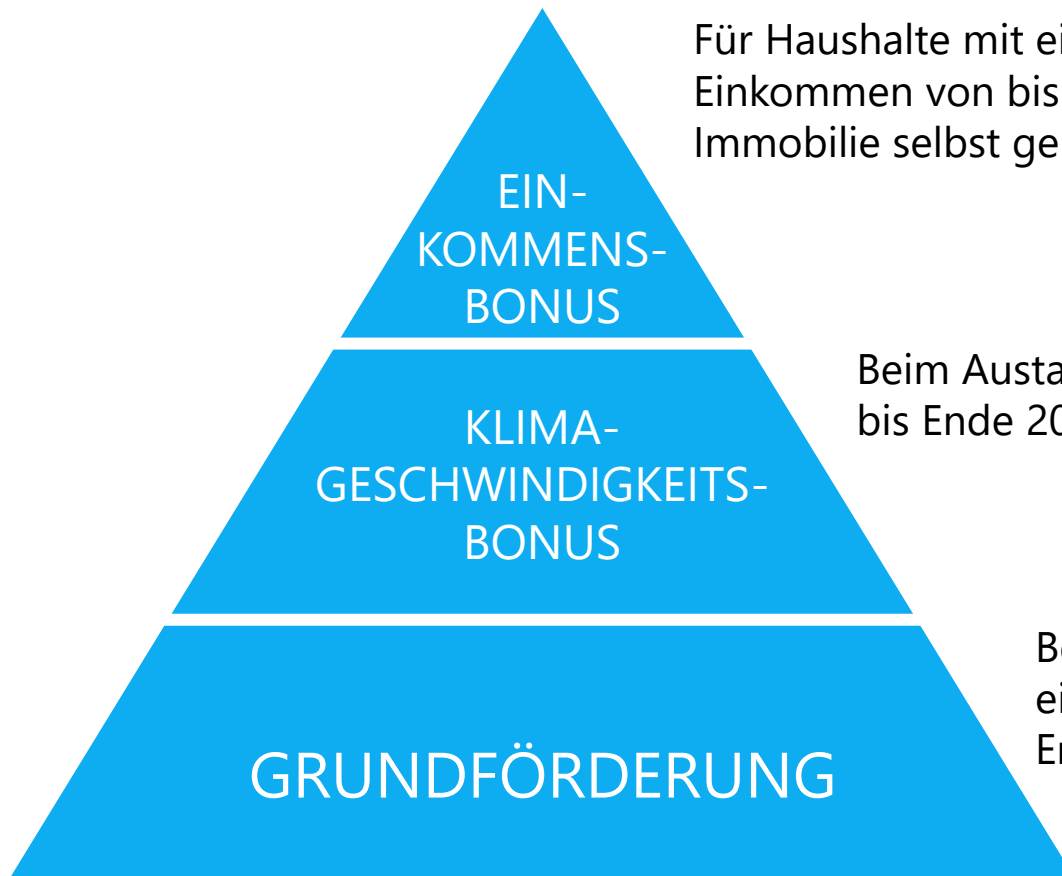 Für Haushalte mit ei
Einkommen von bis
Immobilie selbst ge
EIN-
KOMMENS-
BONUS
Beim Austa
bis Ende 20
KLIMA-
GESCHWINDIGKEITS-
BONUS
B
ei
GRUNDFÖRDERUNG